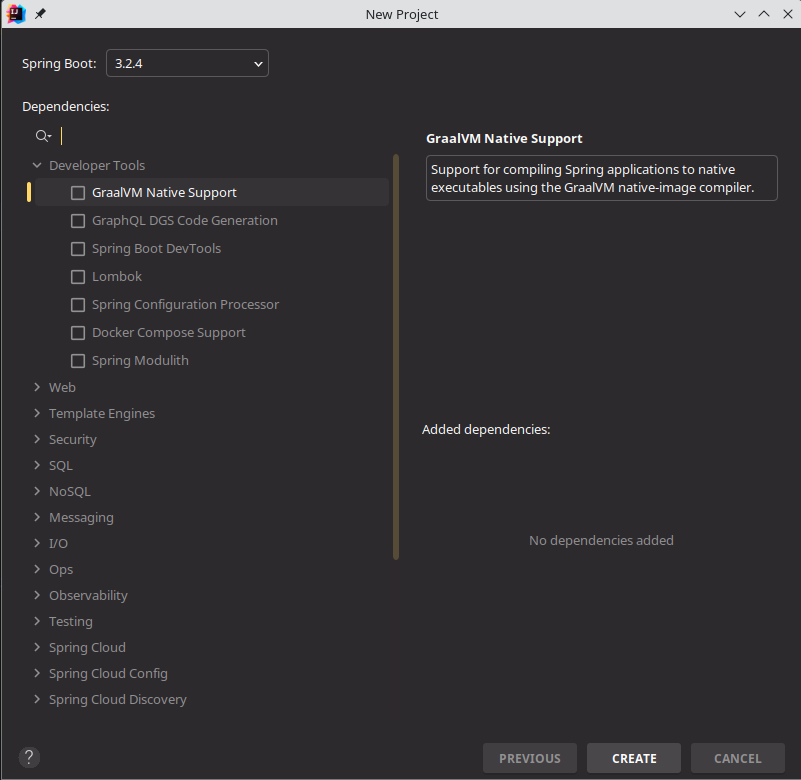 New Project
Spring Boot: 3.2.4
Dependencies:
Developer Tools
GraalVM Native Support
GraphQL DGS Code Generation
Spring Boot DevTools
Lombok
Spring Configuration Processor
Docker Compose Support
Spring Modulith
Web
Template Engines
Security
SQL
NoSQL
Messaging
I/O
Ops
Observability
Testing
Spring Cloud
Spring Cloud Config
Spring Cloud Discovery
GraalVM Native Support
Support for compiling Spring applications to native
executables using the GraalVM native-image compiler.
Added dependencies:
No dependencies added
?
PREVIOUS CREATE CANCEL